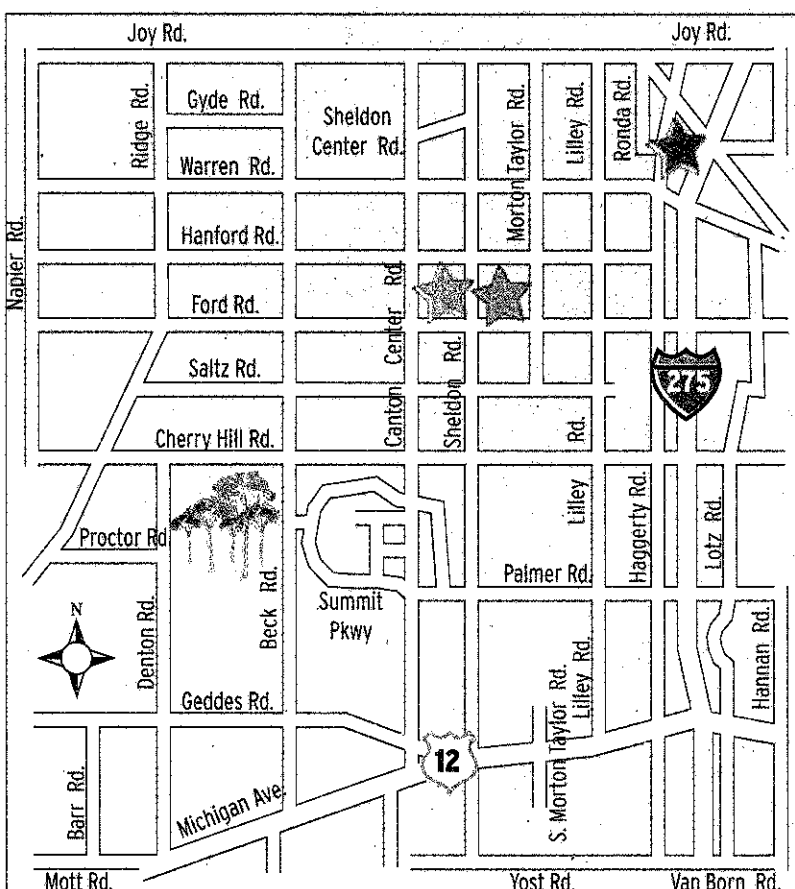 Joy Rd.
Joy Rd.
Ridge Rd.
Gyde Rd.
Sheldon
Center Rd.
Morton Taylor Rd.
Lilley Rd.
Ronda Rd.
Warren Rd.
Napier Rd.
Hanford Rd.
Canton Center Rd.
Ford Rd.
Sheldon Rd.
Saltz Rd.
275
Cherry Hill Rd.
Lilley Rd.
Haggerty Rd.
Lotz Rd.
Proctor Rd
Beck Rd.
Palmer Rd.
Summit
Pkwy
N
Denton Rd.
Hannan Rd.
Geddes Rd.
S. Morton Taylor Rd.
Lilley Rd.
12
Barr Rd.
Michigan Ave.
Mott Rd.
Yost Rd.
Van Born Rd.